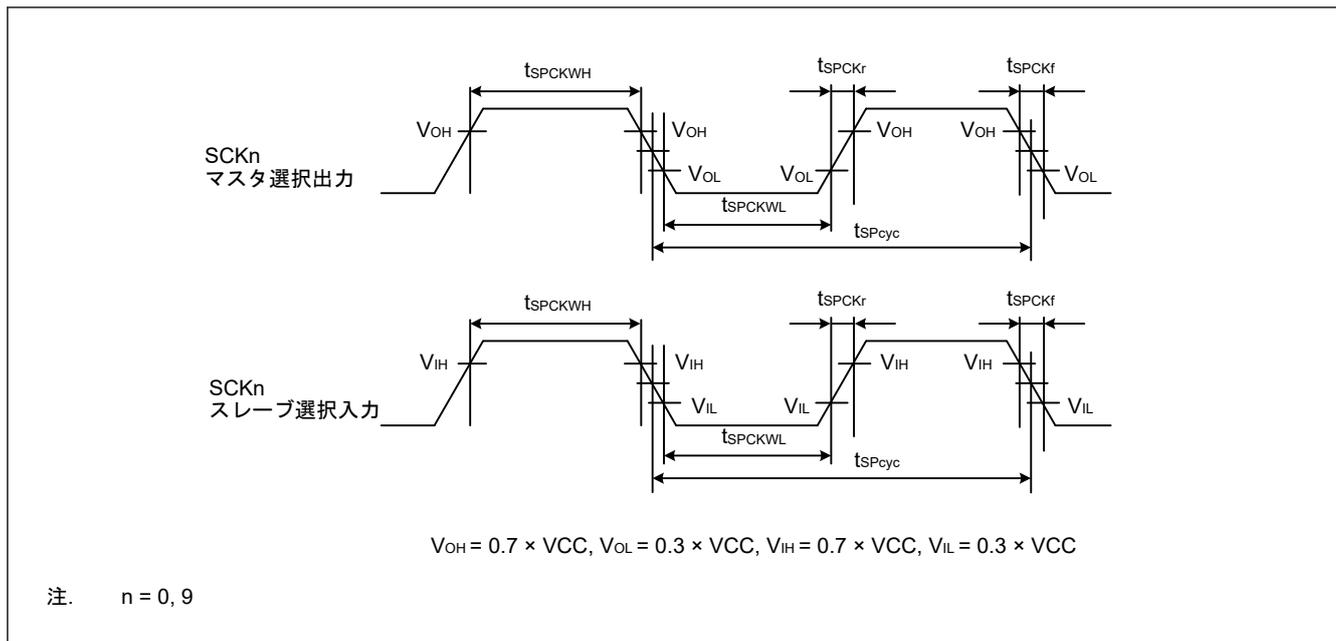 tSPCKWH
tSPCKr
tSPCKf
VOH
VOH
VOH
VOH
SCKn
マスタ選択出力
VOL
VOL
VOL
tSPCKWL
tSPcyc
tSPCKWH
tSPCKr
tSPCKf
VIH
VIH
VIH
VIH
SCKn
スレーブ選択入力
VIL
VIL
VIL
tSPCKWL
tSPcyc
VOH = 0.7 × VCC, VOL = 0.3 × VCC, VIH = 0.7 × VCC, VIL = 0.3 × VCC
注. n = 0, 9